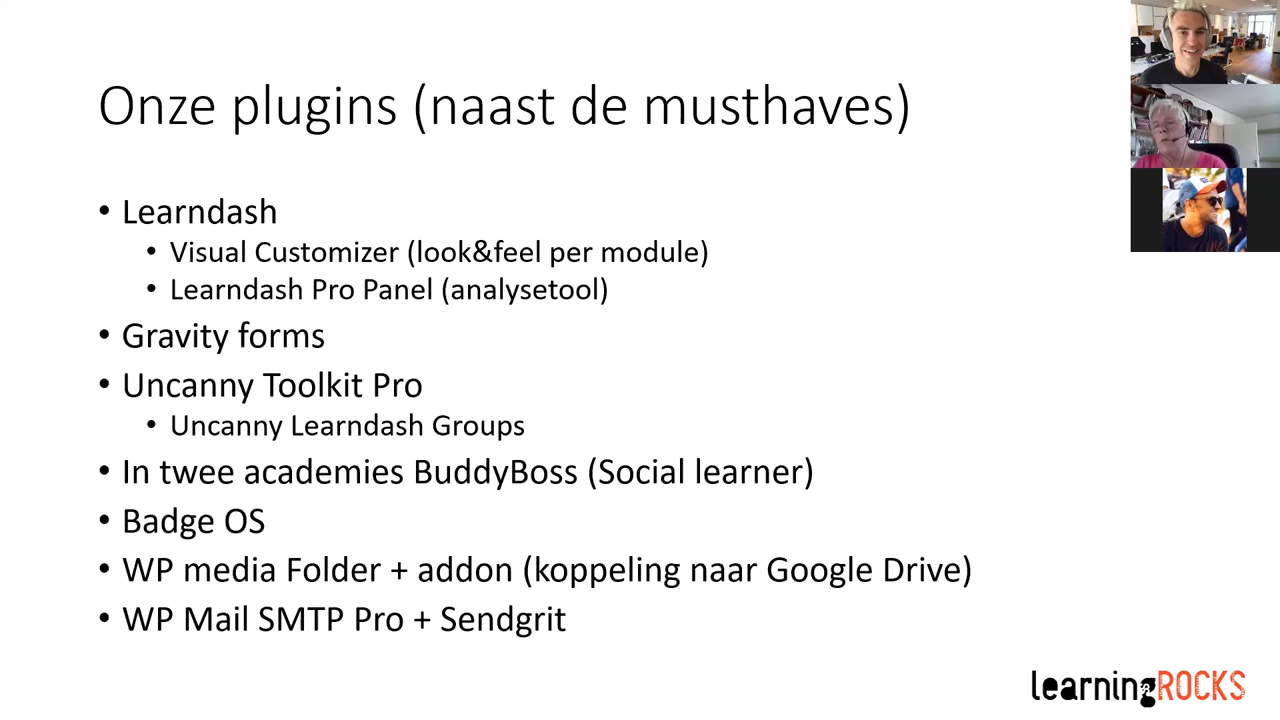 Onze plugins (naast de musthaves)
• Learndash
• Visual Customizer (look&feel per module)
• Learndash Pro Panel (analysetool)
• Gravity forms
• Uncanny Toolkit Pro
• Uncanny Learndash Groups
• In twee academies BuddyBoss (Social learner)
• Badge OS
• WP media Folder + addon (koppeling naar Google Drive)
• WP Mail SMTP Pro + Sendgrit
learning ROCKS